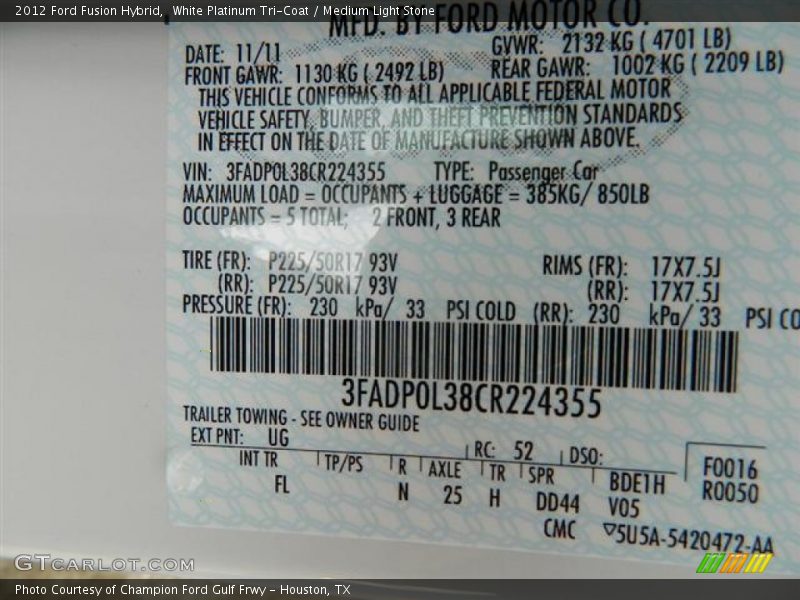 2012 Ford Fusion Hybrid, White Platinum Tri-Coat / Medium Light Stone
MFD. BY FORD MOTOR CO.
DATE: 11/11 GVWR: 2132 KG ( 4701 LB)
FRONT GAWR: 1130 KG ( 2492 LB) REAR GAWR: 1002 KG ( 2209 LB)
THIS VEHICLE CONFORMS TO ALL APPLICABLE FEDERAL MOTOR
VEHICLE SAFETY, BUMPER, AND THEFT PREVENTION STANDARDS
IN EFFECT ON THE DATE OF MANUFACTURE SHOWN ABOVE.
VIN: 3FADP0L38CR224355 TYPE: Passenger Car
MAXIMUM LOAD = OCCUPANTS + LUGGAGE = 385KG/ 850LB
OCCUPANTS = 5 TOTAL; 2 FRONT, 3 REAR
TIRE (FR): P225/50R17 93V RIMS (FR): 17X7.5J
(RR): P225/50R17 93V (RR): 17X7.5J
PRESSURE (FR): 230 kPa/ 33 PSI COLD (RR): 230 kPa/ 33 PSI CO
3FADP0L38CR224355
TRAILER TOWING - SEE OWNER GUIDE
EXT PNT: UG RC: 52 DSO: F0016
INT TR TP/PS R AXLE TR SPR BDE1H R0050
FL N 25 H DD44 V05
CMC ▽5U5A-5420472-AA
GTCARLOT.COM
Photo Courtesy of Champion Ford Gulf Frwy - Houston, TX